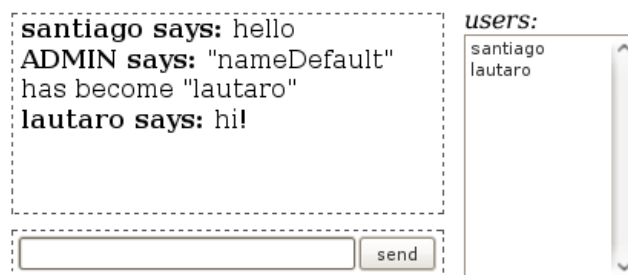 santiago says: hello
ADMIN says: "nameDefault"
has become "lautaro"
lautaro says: hi!
send
users:
santiago
lautaro